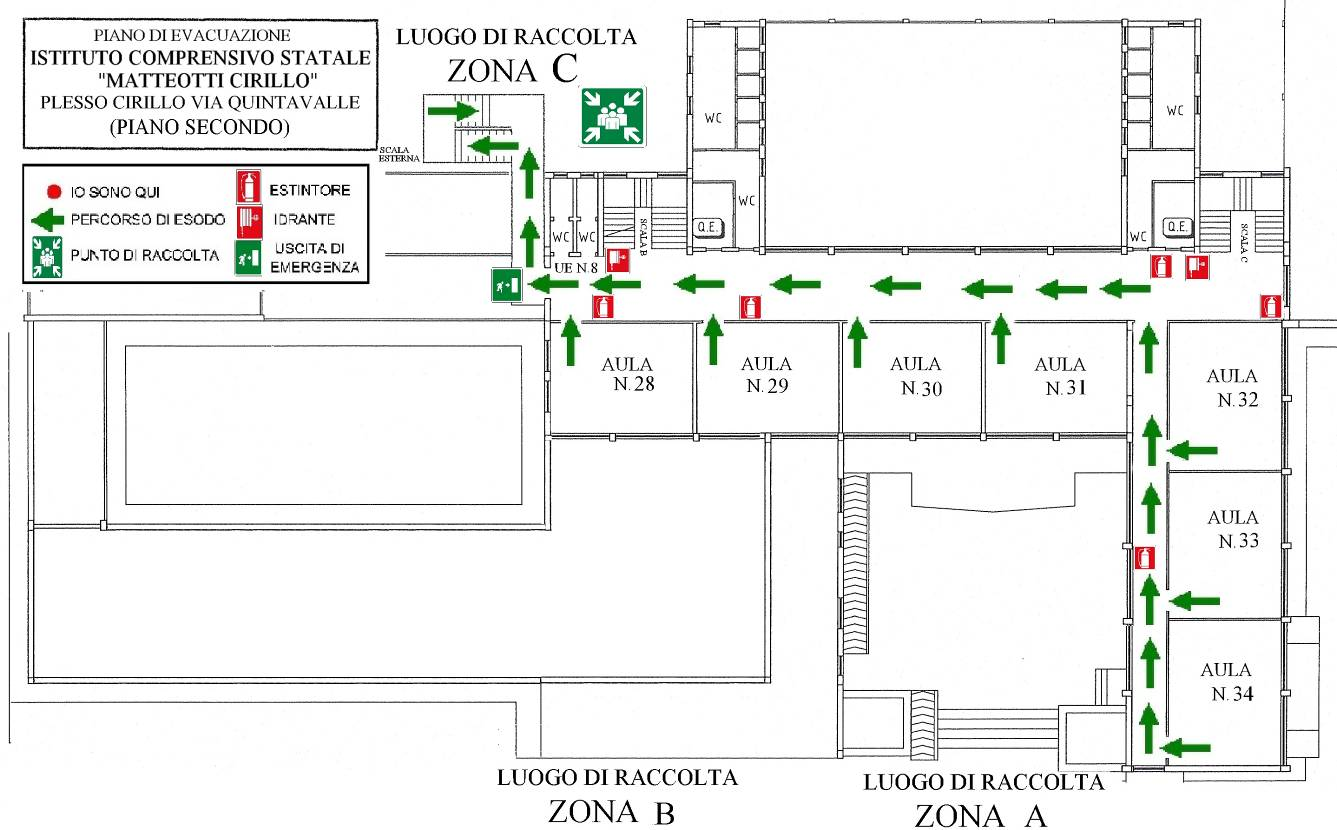 PIANO DI EVACUAZIONE
ISTITUTO COMPRENSIVO STATALE
"MATTEOTTI CIRILLO"
PLESSO CIRILLO VIA QUINTAVALLE
(PIANO SECONDO)
IO SONO QUI
PERCORSO DI ESODO
PUNTO DI RACCOLTA
ESTINTORE
IDRANTE
USCITA DI
EMERGENZA
LUOGO DI RACCOLTA
ZONA C
SCALA
ESTERNA
WC
WC
WC
WC
Q.E.
WC
WC
SCALA B
UE N.8
WC
Q.E.
SCALA C
AULA
N.28
AULA
N.29
AULA
N.30
AULA
N.31
AULA
N.32
AULA
N.33
AULA
N.34
LUOGO DI RACCOLTA
ZONA B
LUOGO DI RACCOLTA
ZONA A